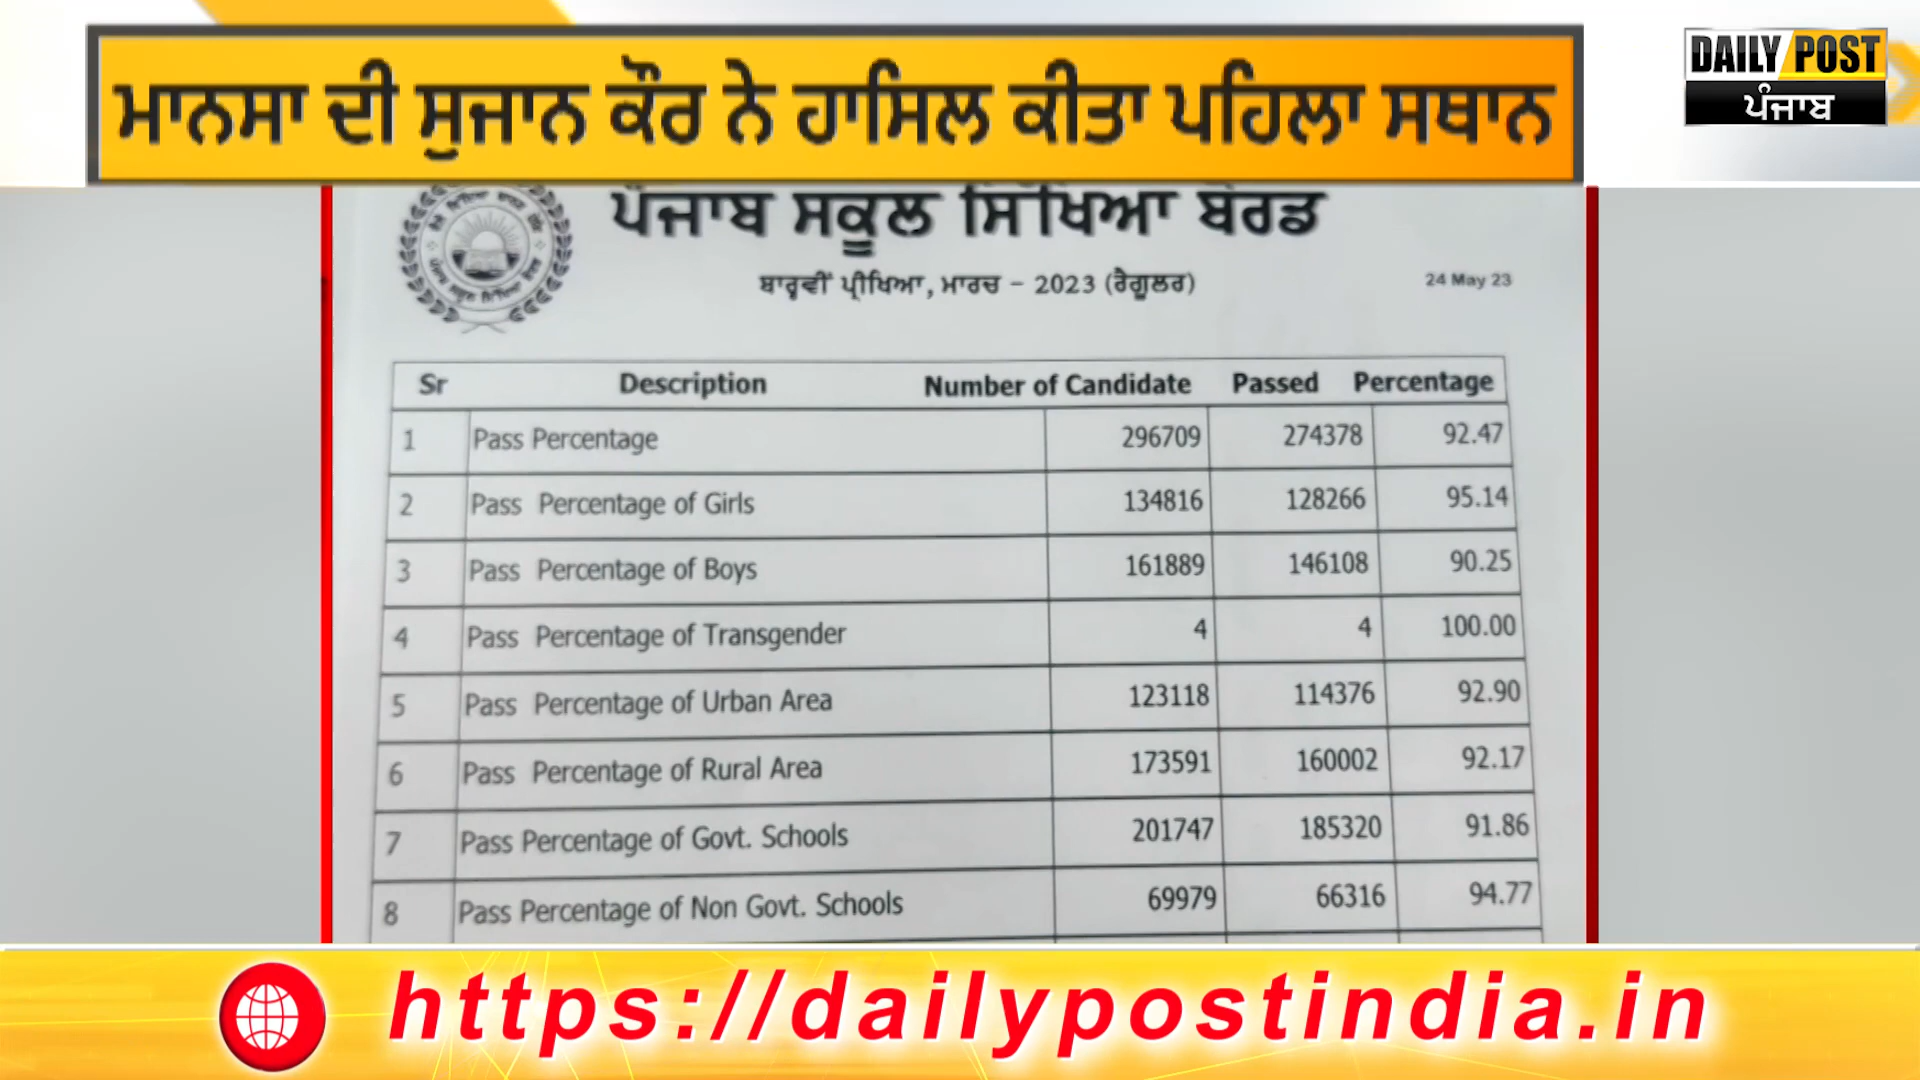 ਮਾਨਸਾ ਦੀ ਸੁਜਾਨ ਕੌਰ ਨੇ ਹਾਸਿਲ ਕੀਤਾ ਪਹਿਲਾ ਸਥਾਨ
DAILY POST
ਪੰਜਾਬ
ਪੰਜਾਬ ਸਕੂਲ ਸਿੱਖਿਆ ਬੋਰਡ
ਬਾਰ੍ਹਵੀਂ ਪ੍ਰੀਖਿਆ, ਮਾਰਚ - 2023 (ਰੈਗੂਲਰ)
24 May 23
Sr Description Number of Candidate Passed Percentage
1 Pass Percentage 296709 274378 92.47
2 Pass Percentage of Girls 134816 128266 95.14
3 Pass Percentage of Boys 161889 146108 90.25
4 Pass Percentage of Transgender 4 4 100.00
5 Pass Percentage of Urban Area 123118 114376 92.90
6 Pass Percentage of Rural Area 173591 160002 92.17
7 Pass Percentage of Govt. Schools 201747 185320 91.86
8 Pass Percentage of Non Govt. Schools 69979 66316 94.77
https://dailypostindia.in